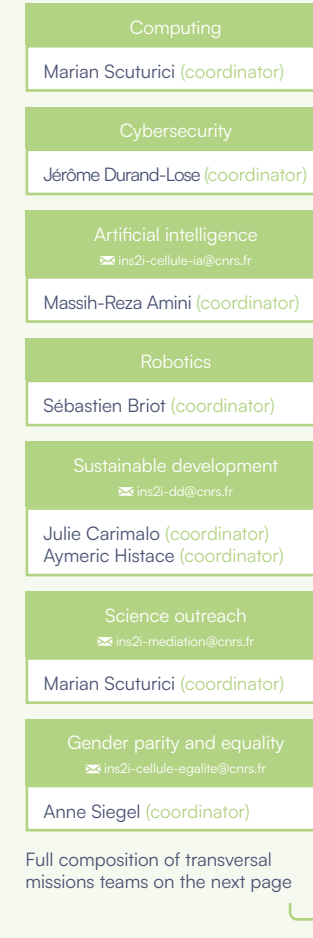 Computing
Marian Scuturici (coordinator)
Cybersecurity
Jérôme Durand-Lose (coordinator)
Artificial intelligence
ins2i-cellule-ia@cnrs.fr
Massih-Reza Amini (coordinator)
Robotics
Sébastien Briot (coordinator)
Sustainable development
ins2i-dd@cnrs.fr
Julie Carimalo (coordinator)
Aymeric Histace (coordinator)
Science outreach
ins2i-mediation@cnrs.fr
Marian Scuturici (coordinator)
Gender parity and equality
ins2i-cellule-egalite@cnrs.fr
Anne Siegel (coordinator)
Full composition of transversal
missions teams on the next page